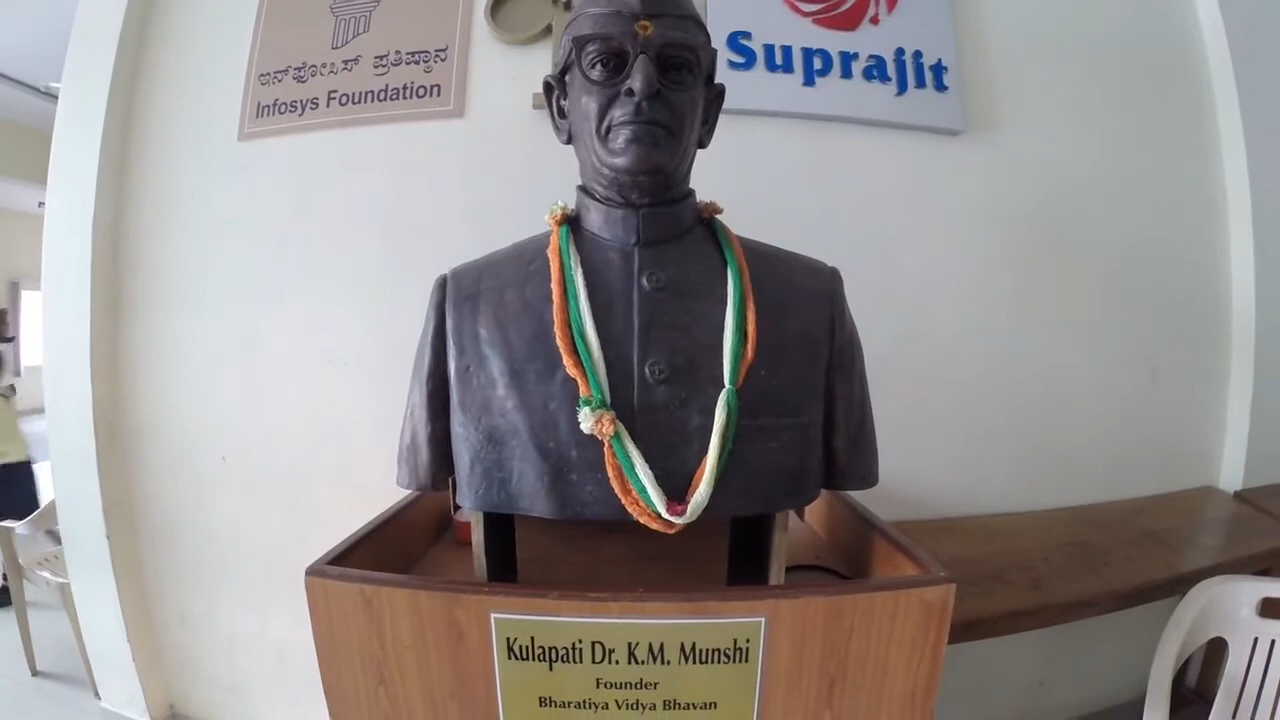 ಇನ್‌ಫೋಸಿಸ್ ಪ್ರತಿಷ್ಠಾನ
Infosys Foundation
Suprajit
Kulapati Dr. K.M. Munshi
Founder
Bharatiya Vidya Bhavan